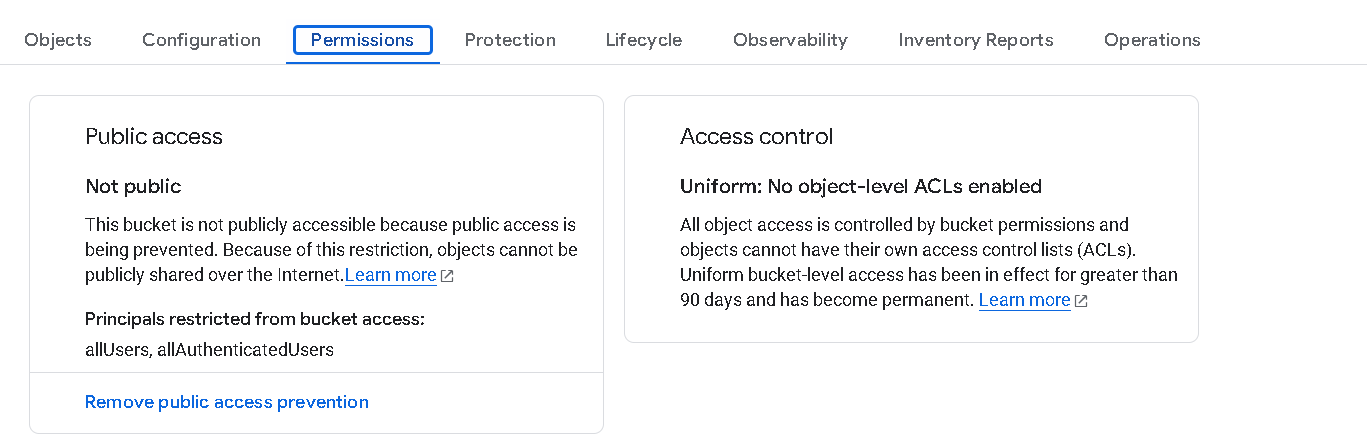 Objects Configuration Permissions Protection Lifecycle Observability Inventory Reports Operations
Public access
Not public
This bucket is not publicly accessible because public access is
being prevented. Because of this restriction, objects cannot be
publicly shared over the Internet.Learn more
Principals restricted from bucket access:
allUsers, allAuthenticatedUsers
Remove public access prevention
Access control
Uniform: No object-level ACLs enabled
All object access is controlled by bucket permissions and
objects cannot have their own access control lists (ACLs).
Uniform bucket-level access has been in effect for greater than
90 days and has become permanent. Learn more